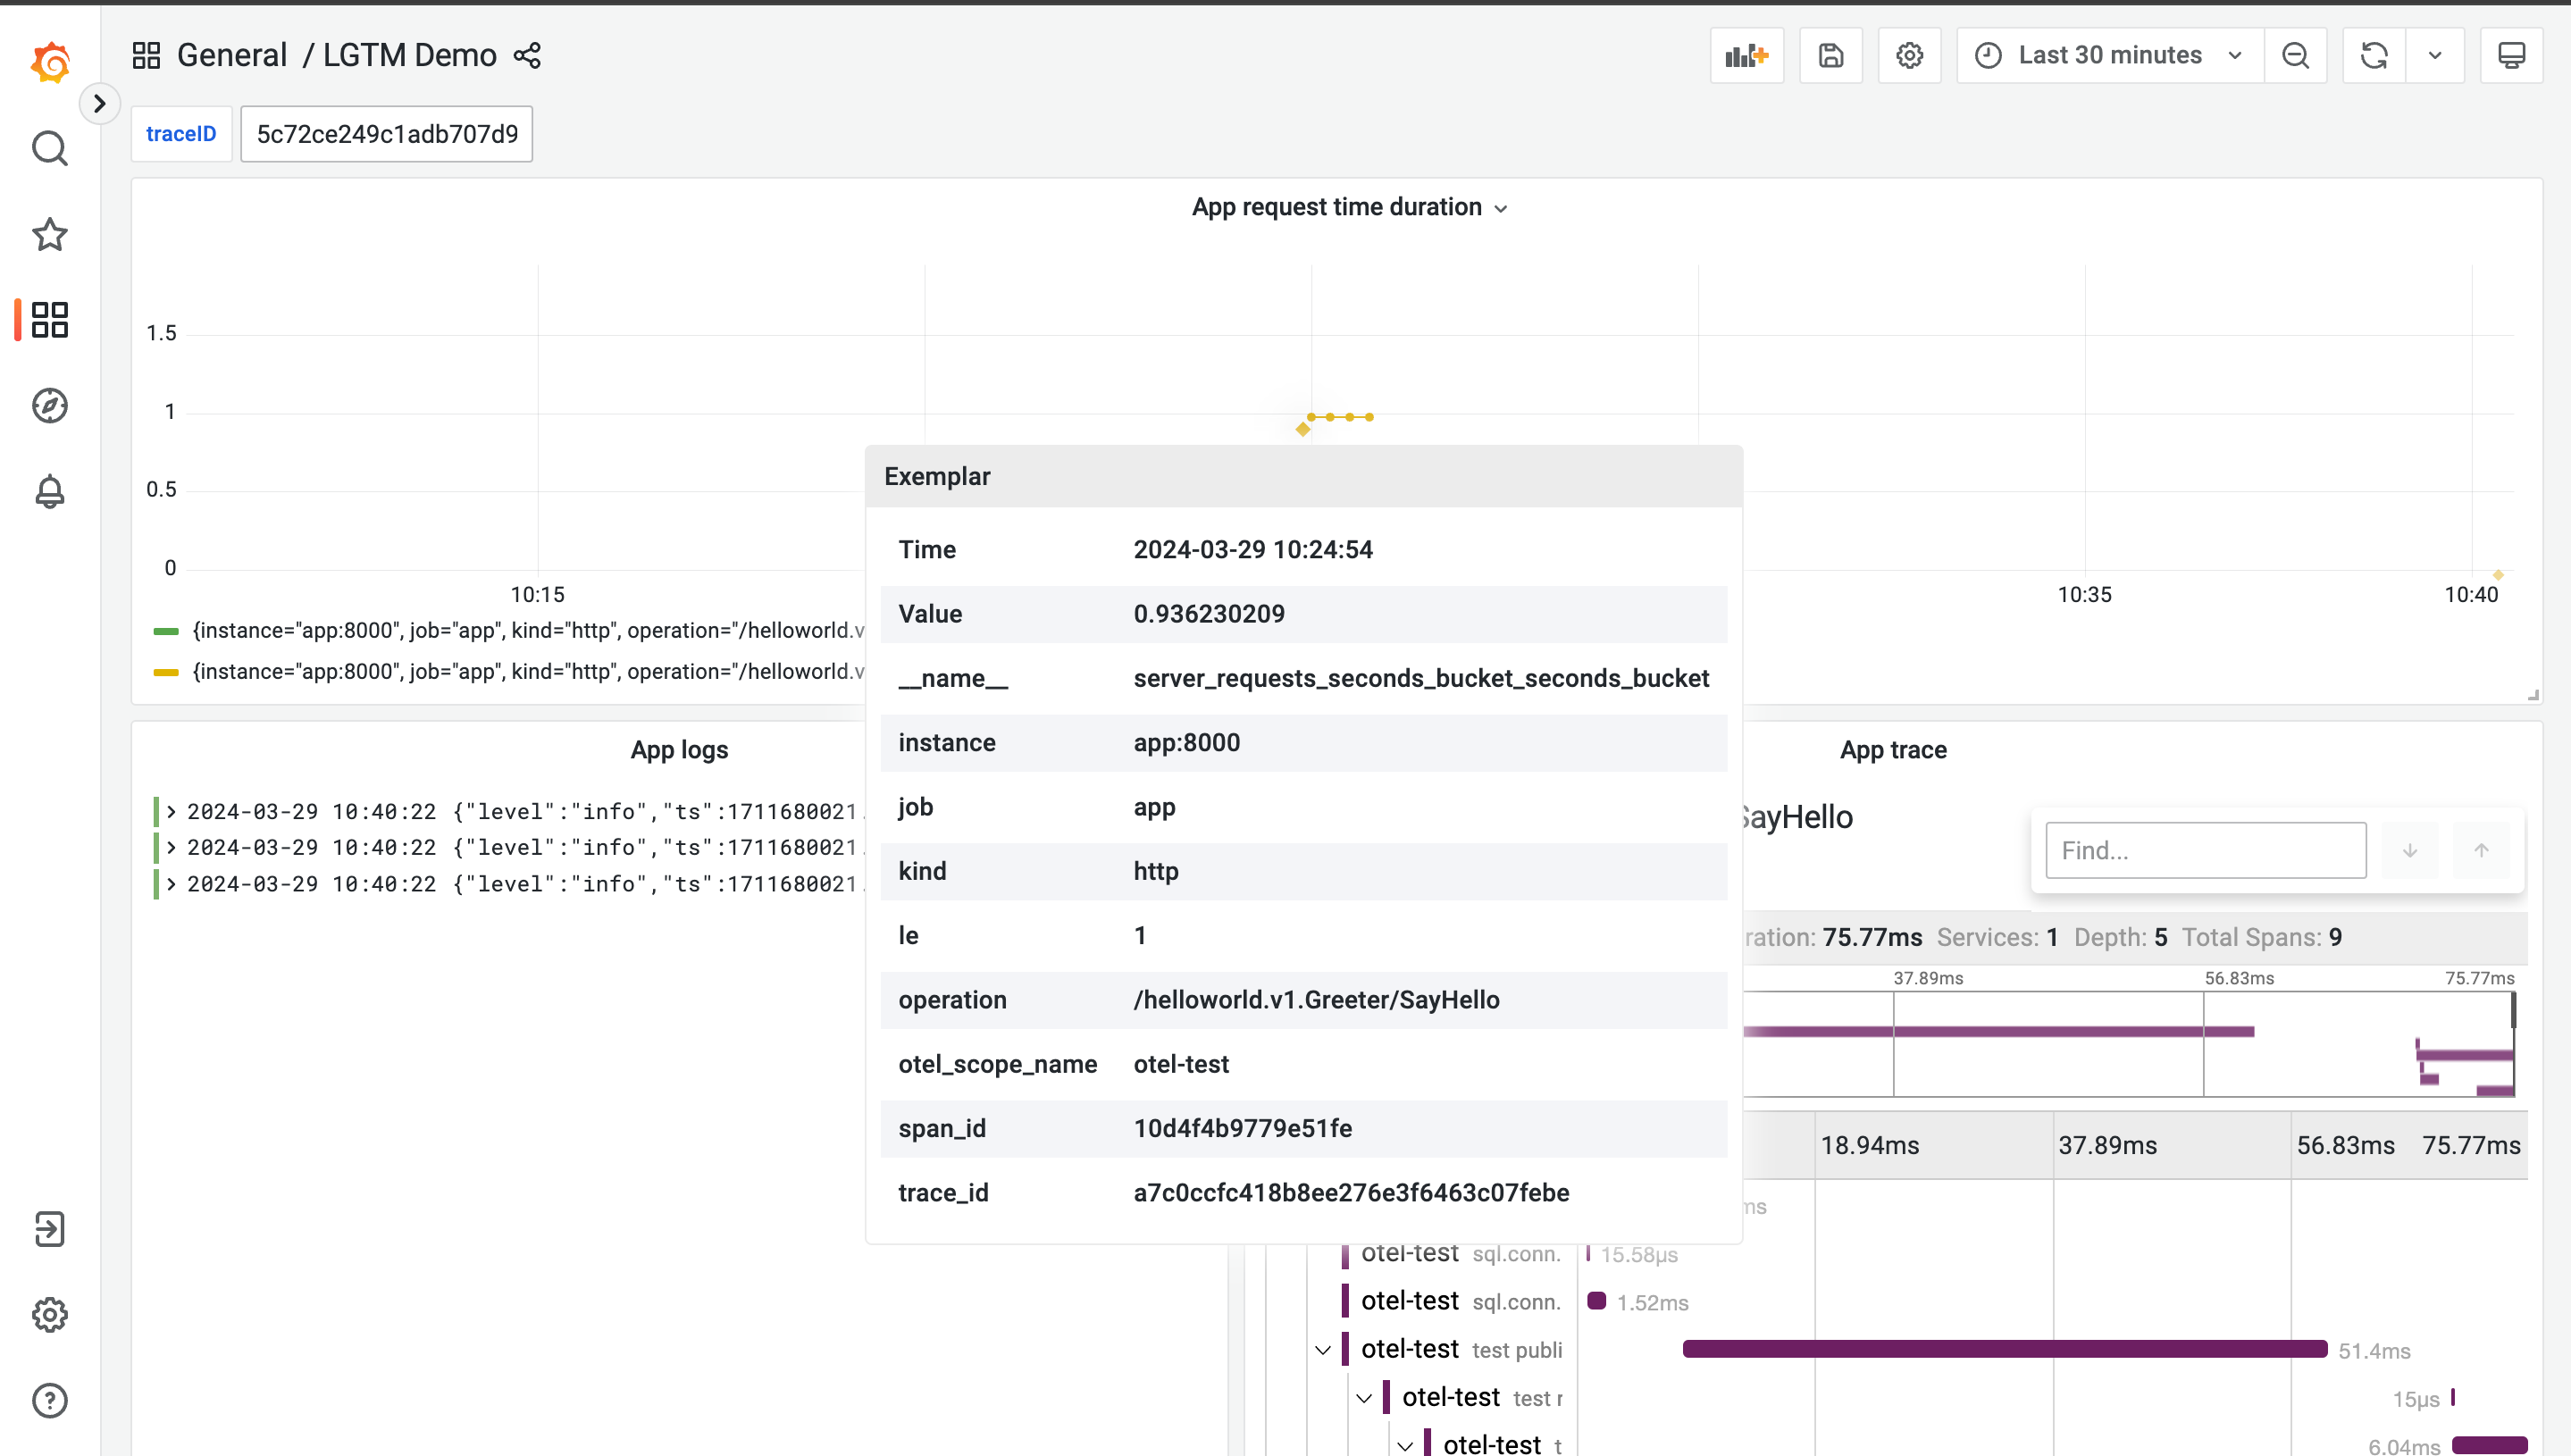 General / LGTM Demo
Last 30 minutes
traceID
5c72ce249c1adb707d9
App request time duration
1.5
1
0.5
0
10:15
10:35
10:40
{instance="app:8000", job="app", kind="http", operation="/helloworld.v
{instance="app:8000", job="app", kind="http", operation="/helloworld.v
Exemplar
Time 2024-03-29 10:24:54
Value 0.936230209
__name__ server_requests_seconds_bucket_seconds_bucket
instance app:8000
job app
kind http
le 1
operation /helloworld.v1.Greeter/SayHello
otel_scope_name otel-test
span_id 10d4f4b9779e51fe
trace_id a7c0ccfc418b8ee276e3f6463c07febe
App logs
2024-03-29 10:40:22 {"level":"info","ts":1711680021.
2024-03-29 10:40:22 {"level":"info","ts":1711680021.
2024-03-29 10:40:22 {"level":"info","ts":1711680021.
App trace
SayHello
Find...
ration: 75.77ms Services: 1 Depth: 5 Total Spans: 9
37.89ms 56.83ms 75.77ms
18.94ms 37.89ms 56.83ms 75.77ms
ms
otel-test sql.conn. 15.58μs
otel-test sql.conn. 1.52ms
otel-test test publi 51.4ms
otel-test test r 15μs
otel-test t 6.04ms